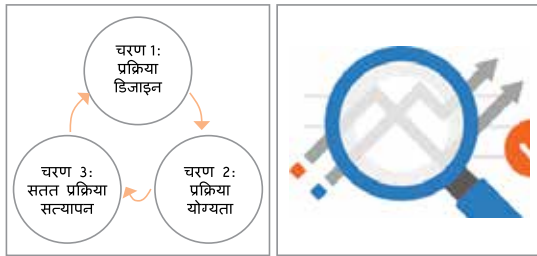 चरण 1:
प्रक्रिया
डिजाइन
चरण 2:
प्रक्रिया
योग्यता
चरण 3:
सतत प्रक्रिया
सत्यापन